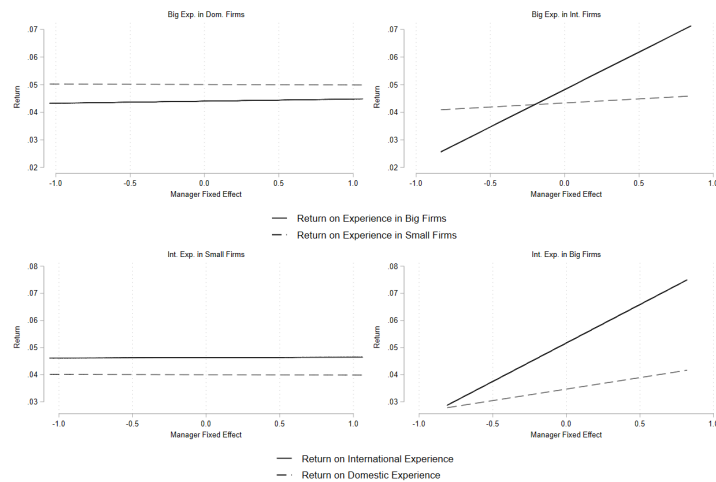 Big Exp. in Dom. Firms
Big Exp. in Int. Firms
.07
.06
.05
.04
.03
.02
Return
-1.0
-0.5
0.0
0.5
1.0
Manager Fixed Effect
.07
.06
.05
.04
.03
.02
Return
-1.0
-0.5
0.0
0.5
1.0
Manager Fixed Effect
Return on Experience in Big Firms
Return on Experience in Small Firms
Int. Exp. in Small Firms
Int. Exp. in Big Firms
.08
.07
.06
.05
.04
.03
Return
-1.0
-0.5
0.0
0.5
1.0
Manager Fixed Effect
.08
.07
.06
.05
.04
.03
Return
-1.0
-0.5
0.0
0.5
1.0
Manager Fixed Effect
Return on International Experience
Return on Domestic Experience